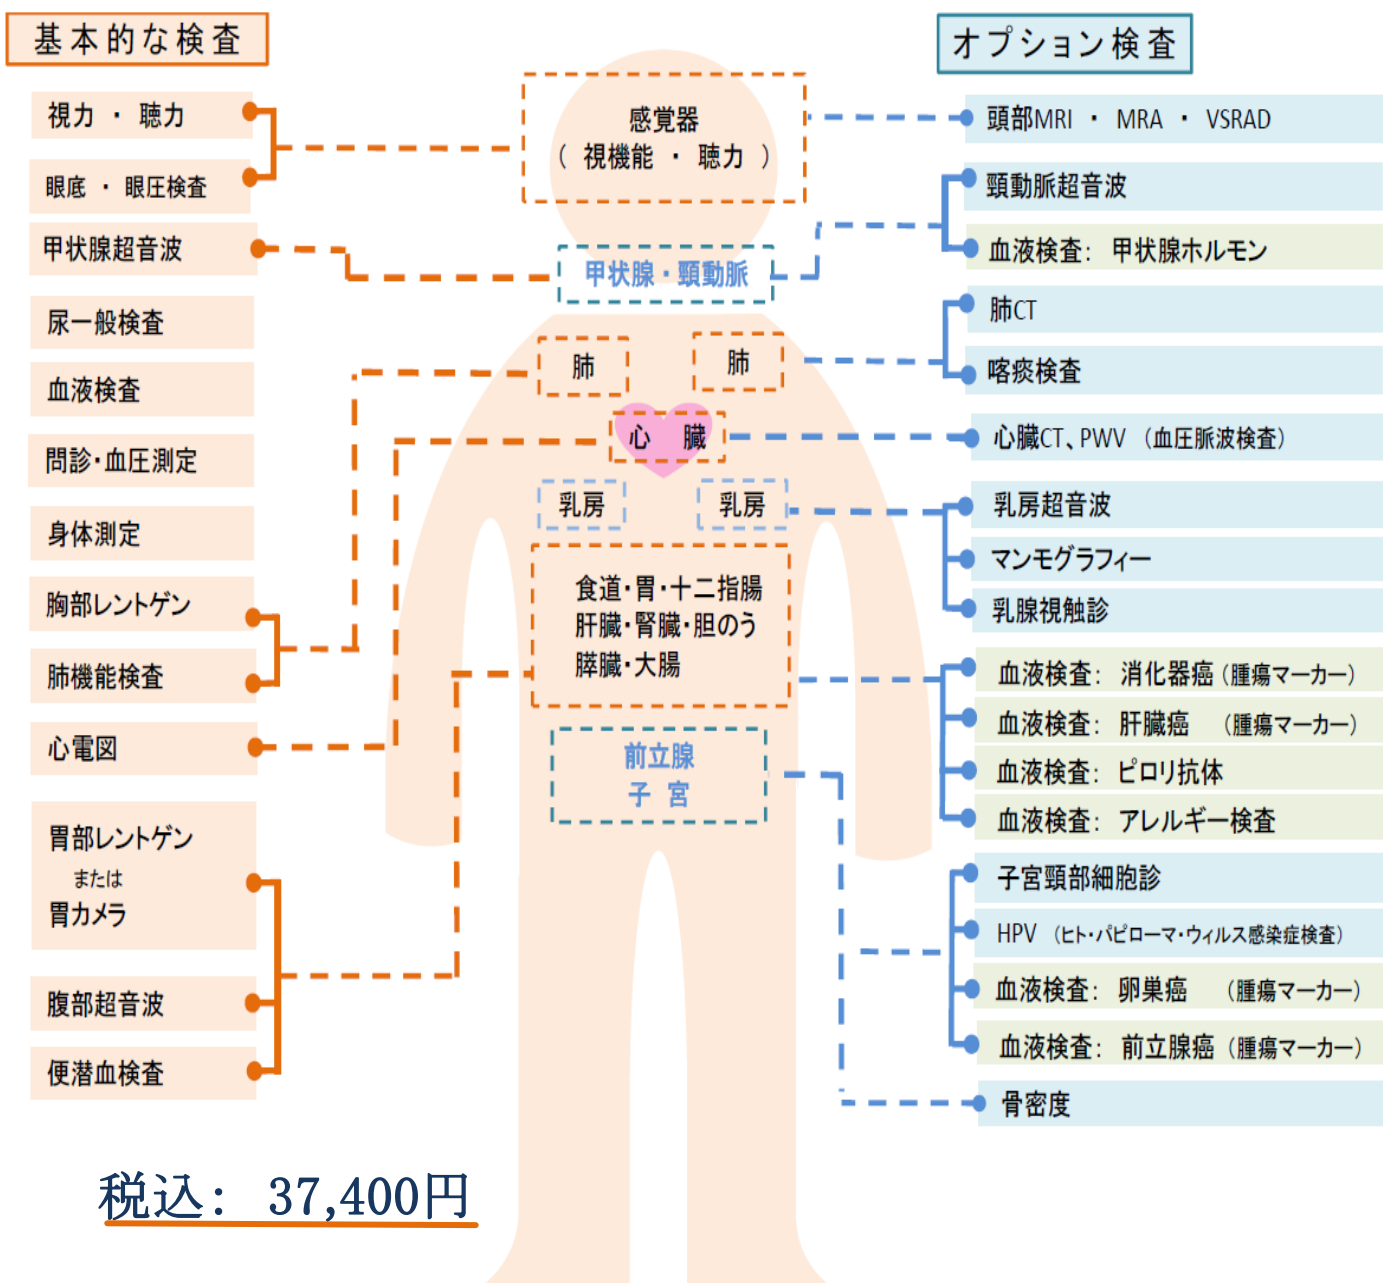 基本的な検査
視力 ・ 聴力
眼底 ・ 眼圧検査
甲状腺超音波
尿一般検査
血液検査
問診・血圧測定
身体測定
胸部レントゲン
肺機能検査
心電図
胃部レントゲン
または
胃カメラ
腹部超音波
便潜血検査
税込: 37,400円
感覚器
( 視機能 ・ 聴力 )
甲状腺・頸動脈
肺
肺
心 臓
乳房
乳房
食道・胃・十二指腸
肝臓・腎臓・胆のう
膵臓・大腸
前立腺
子 宮
オプション検査
頭部MRI ・ MRA ・ VSRAD
頸動脈超音波
血液検査: 甲状腺ホルモン
肺CT
喀痰検査
心臓CT、PWV (血圧脈波検査)
乳房超音波
マンモグラフィー
乳腺視触診
血液検査: 消化器癌(腫瘍マーカー)
血液検査: 肝臓癌 (腫瘍マーカー)
血液検査: ピロリ抗体
血液検査: アレルギー検査
子宮頸部細胞診
HPV (ヒト・パピローマ・ウィルス感染症検査)
血液検査: 卵巣癌 (腫瘍マーカー)
血液検査: 前立腺癌(腫瘍マーカー)
骨密度